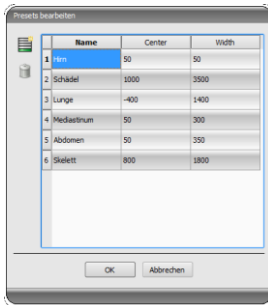 Presets bearbeiten
Name Center Width
1 Hirn 50 50
2 Schädel 1000 3500
3 Lunge -400 1400
4 Mediastinum 50 300
5 Abdomen 50 350
6 Skelett 800 1800
OK Abbrechen